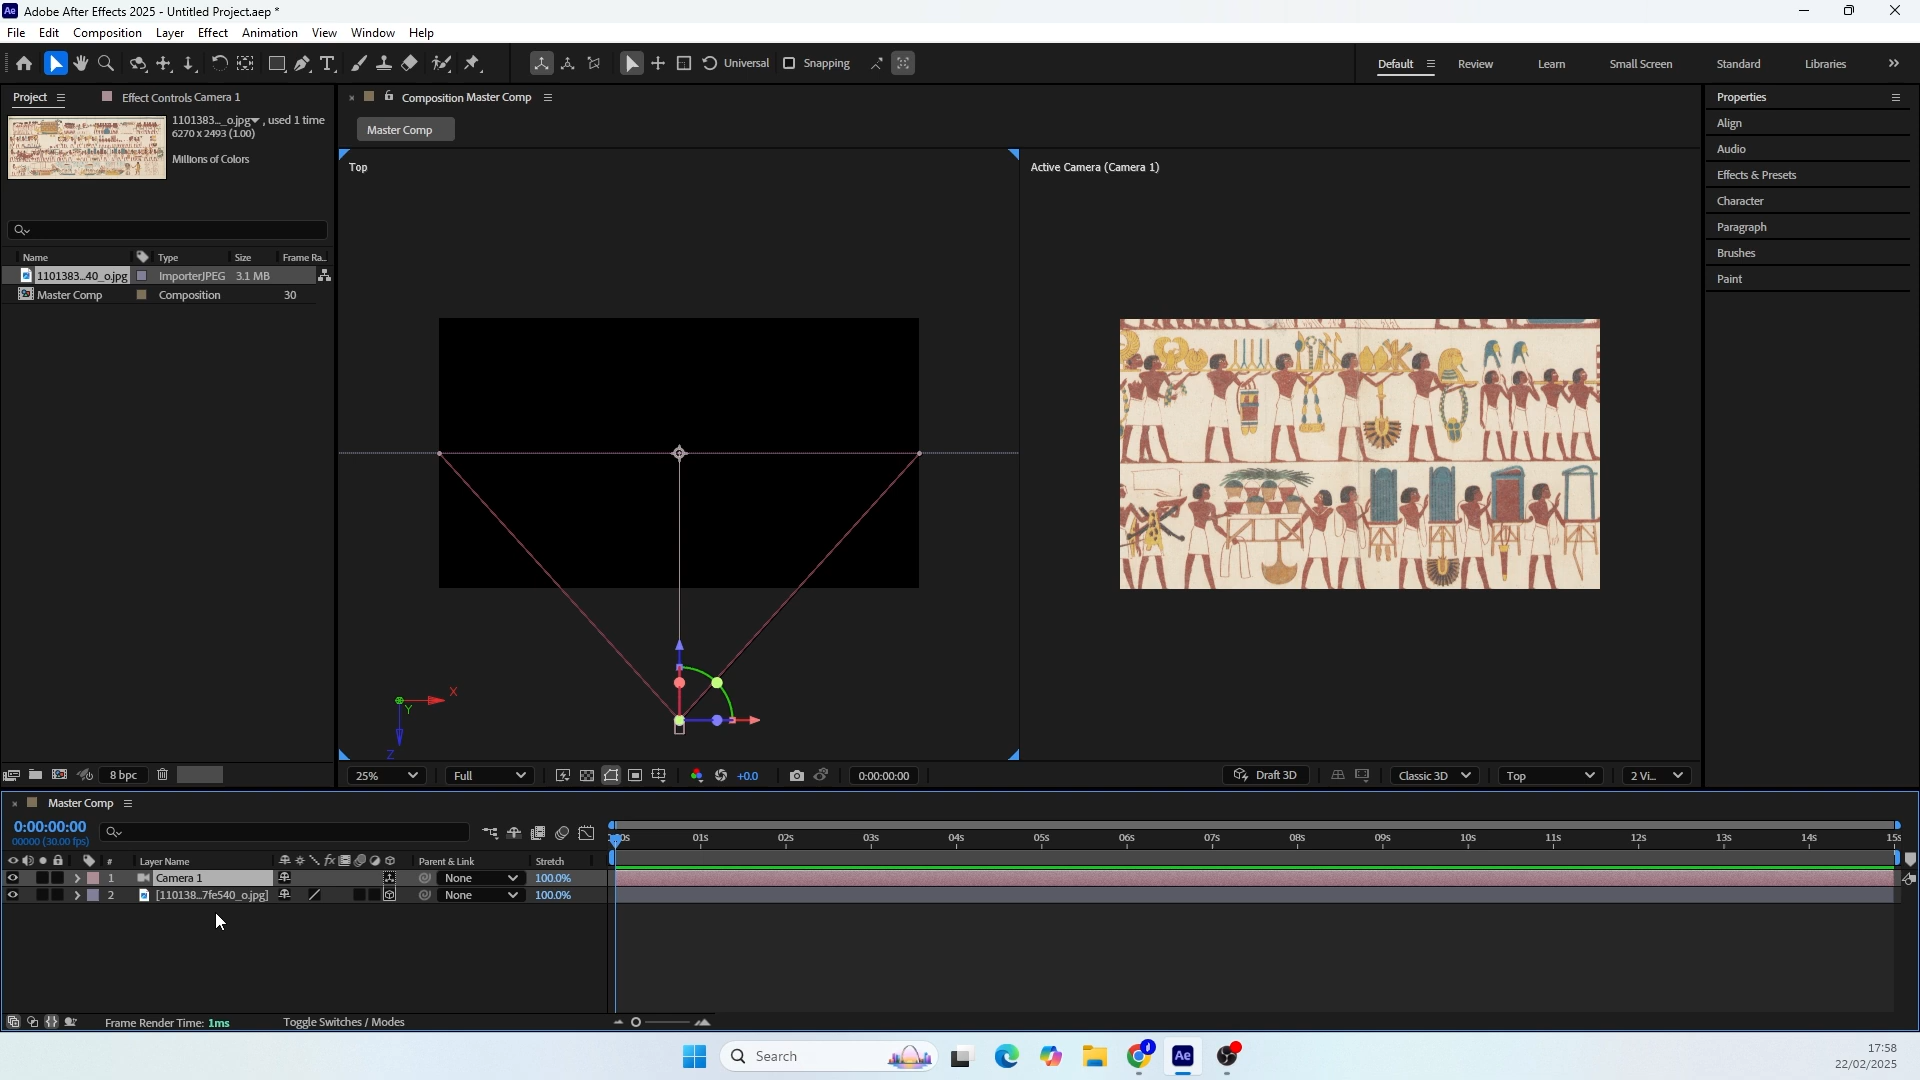 Adobe After Effects 2025 - Untitled Project.aep *
File Edit Composition Layer Effect Animation View Window Help
Universal Snapping Default Review Learn Small Screen Standard Libraries
Project Effect Controls Camera 1
1101383..._o.jpg, used 1 time
6270 x 2493 (1.00)
Millions of Colors
Name Type Size Frame Ra..
1101383...40_o.jpg ImporterJPEG 3.1 MB
Master Comp Composition 30
8 bpc
Composition Master Comp
Master Comp
Top
Active Camera (Camera 1)
X
Y
Z
25% Full +0.0 0:00:00:00 Draft 3D Classic 3D Top 2 Vi...
Properties
Align
Audio
Effects & Presets
Character
Paragraph
Brushes
Paint
Master Comp
0:00:00:00
00000 (30.00 fps)
01s 02s 03s 04s 05s 06s 07s 08s 09s 10s 11s 12s 13s 14s 15s
# Layer Name Parent & Link Stretch
1 Camera 1 None 100.0%
2 [110138...7fe540_o.jpg] None 100.0%
Frame Render Time: 1ms Toggle Switches / Modes
Search
17:58
22/02/2025